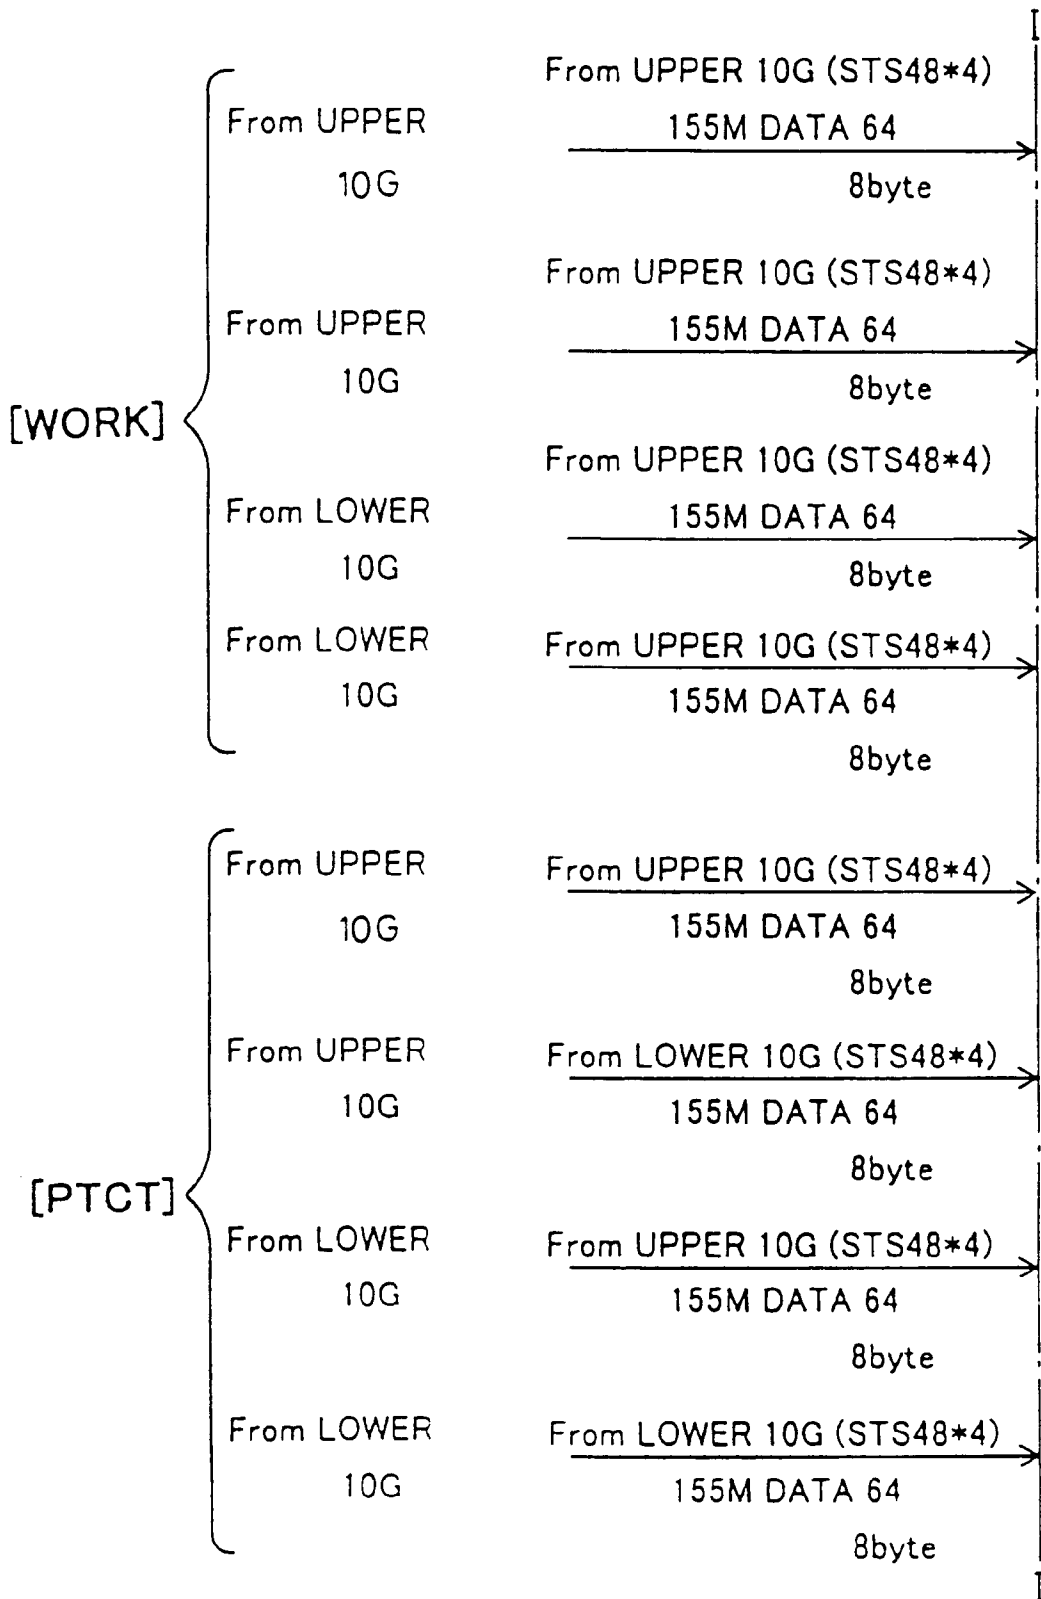 From UPPER 10G (STS48*4)
From UPPER
10G
155M DATA 64
8byte
From UPPER 10G (STS48*4)
From UPPER
10G
155M DATA 64
8byte
[WORK]
From UPPER 10G (STS48*4)
From LOWER
10G
155M DATA 64
8byte
From LOWER
10G
From UPPER 10G (STS48*4)
155M DATA 64
8byte
From UPPER
10G
From UPPER 10G (STS48*4)
155M DATA 64
8byte
From UPPER
10G
From LOWER 10G (STS48*4)
155M DATA 64
8byte
[PTCT]
From LOWER
10G
From UPPER 10G (STS48*4)
155M DATA 64
8byte
From LOWER
10G
From LOWER 10G (STS48*4)
155M DATA 64
8byte